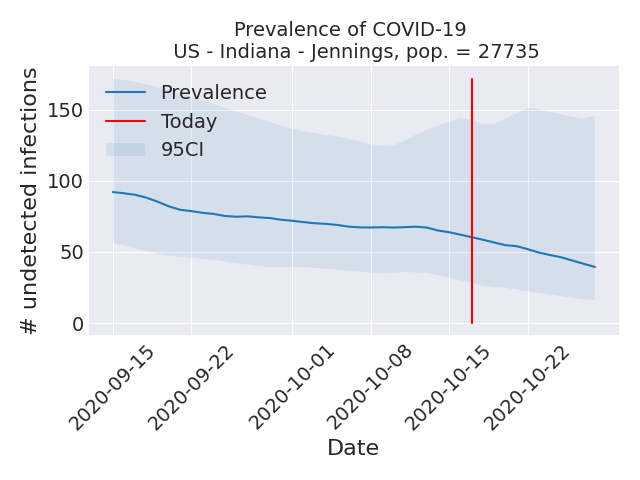 Prevalence of COVID-19
US - Indiana - Jennings, pop. = 27735
# undetected infections
150
100
50
0
Prevalence
Today
95CI
2020-09-15
2020-09-22
2020-10-01
2020-10-08
2020-10-15
2020-10-22
Date